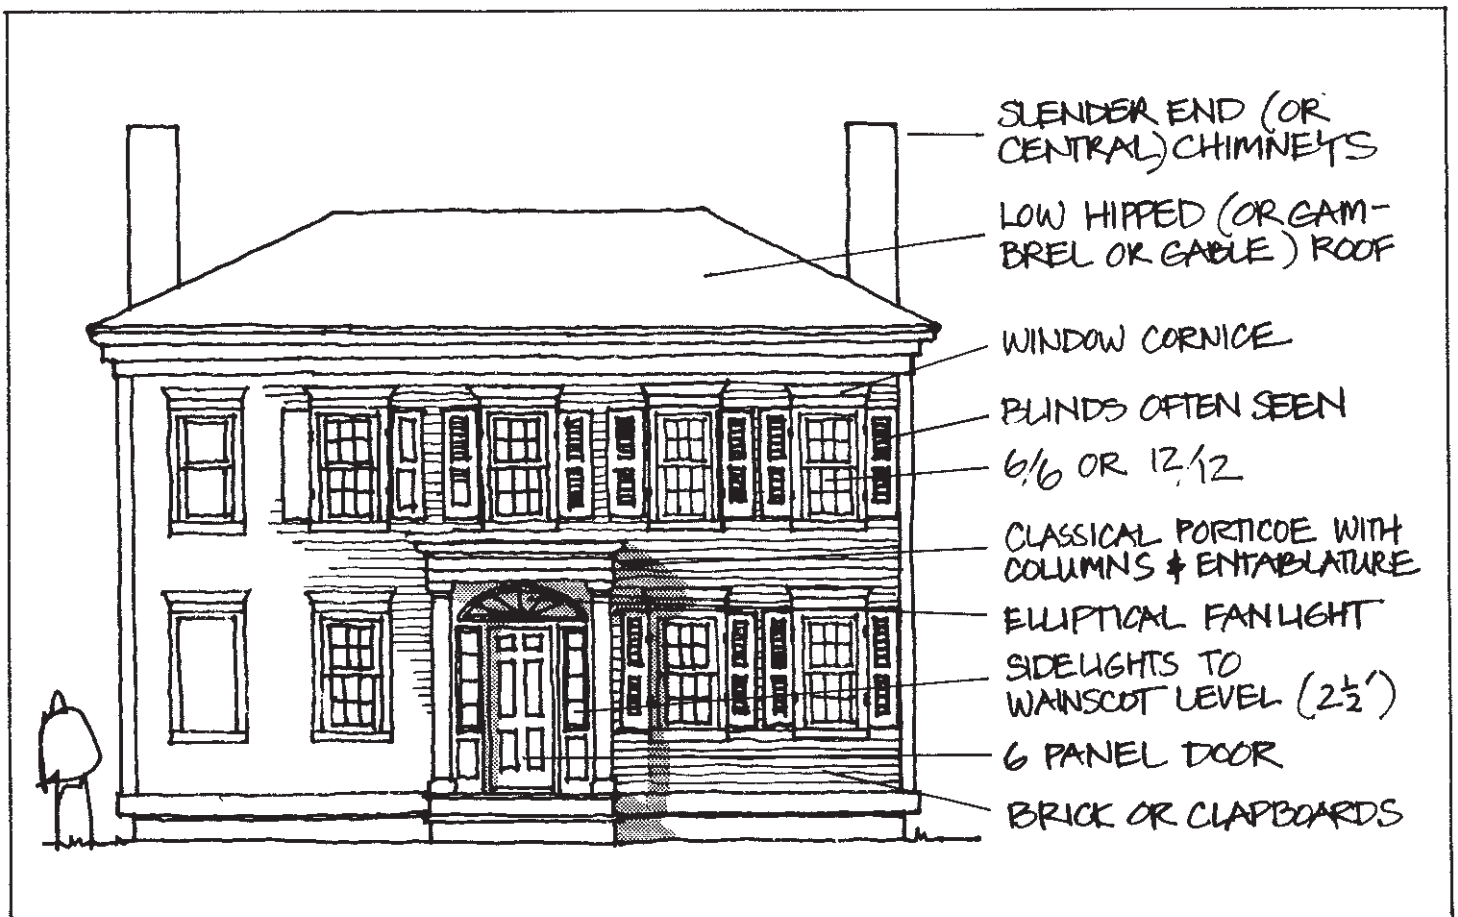 SLENDER END (OR
CENTRAL) CHIMNEYS
LOW HIPPED (OR GAM-
BREL OR GABLE) ROOF
WINDOW CORNICE
BLINDS OFTEN SEEN
6/6 OR 12/12
CLASSICAL PORTICOE WITH
COLUMNS & ENTABLATURE
ELLIPTICAL FANLIGHT
SIDELIGHTS TO
WAINSCOT LEVEL (2½')
6 PANEL DOOR
BRICK OR CLAPBOARDS